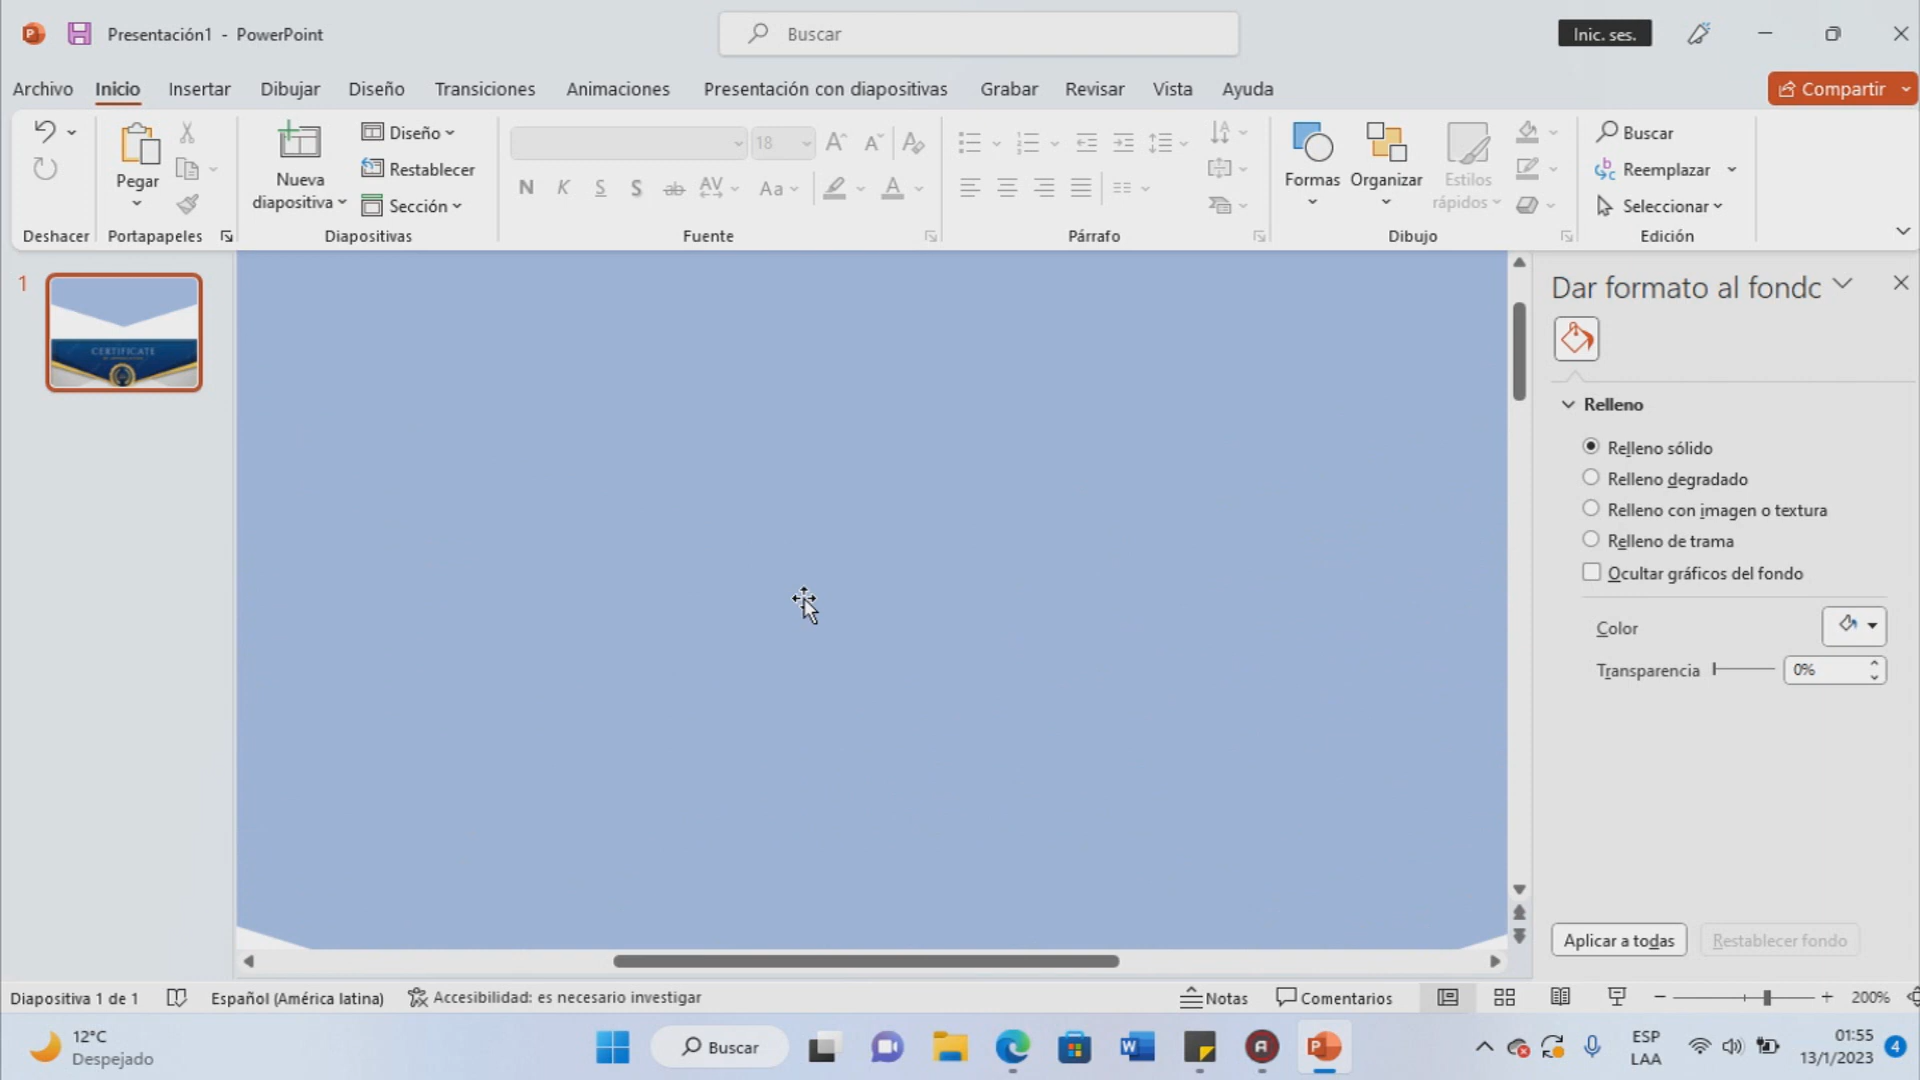 Presentación1 - PowerPoint
Buscar
Inic. ses.
Archivo
Inicio
Insertar
Dibujar
Diseño
Transiciones
Animaciones
Presentación con diapositivas
Grabar
Revisar
Vista
Ayuda
Compartir
Deshacer
Pegar
Portapapeles
Nueva
diapositiva
Diseño
Restablecer
Sección
Diapositivas
18
N K S S ab AV Aa A
Fuente
Párrafo
Formas
Organizar
Estilos
rápidos
Dibujo
Buscar
Reemplazar
Seleccionar
Edición
1
CERTIFICATE
Dar formato al fondo
Relleno
Relleno sólido
Relleno degradado
Relleno con imagen o textura
Relleno de trama
Ocultar gráficos del fondo
Color
Transparencia
0%
Aplicar a todas
Restablecer fondo
Diapositiva 1 de 1
Español (América latina)
Accesibilidad: es necesario investigar
Notas
Comentarios
200%
12°C
Despejado
Buscar
ESP
LAA
01:55
13/1/2023
4